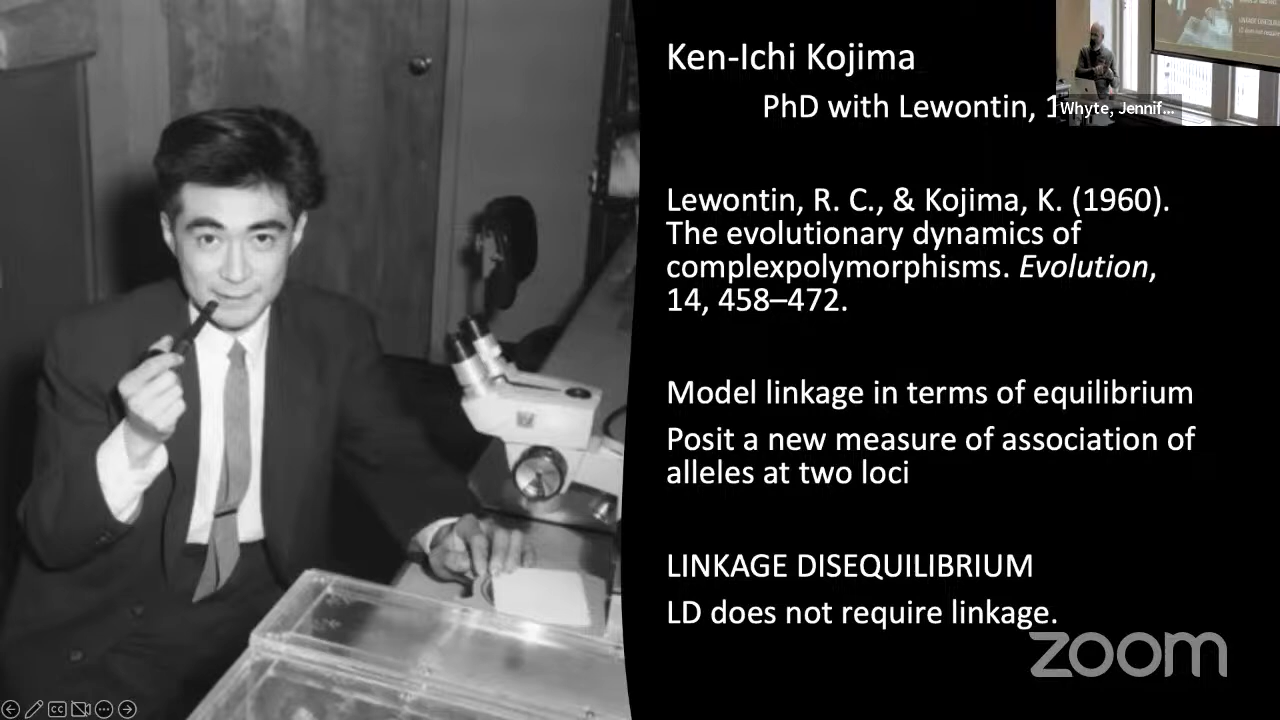 Ken-Ichi Kojima
PhD with Lewontin, 1
Whyte, Jennif...
Lewontin, R. C., & Kojima, K. (1960).
The evolutionary dynamics of
complexpolymorphisms. Evolution,
14, 458–472.
Model linkage in terms of equilibrium
Posit a new measure of association of
alleles at two loci
LINKAGE DISEQUILIBRIUM
LD does not require linkage.
zoom
CC